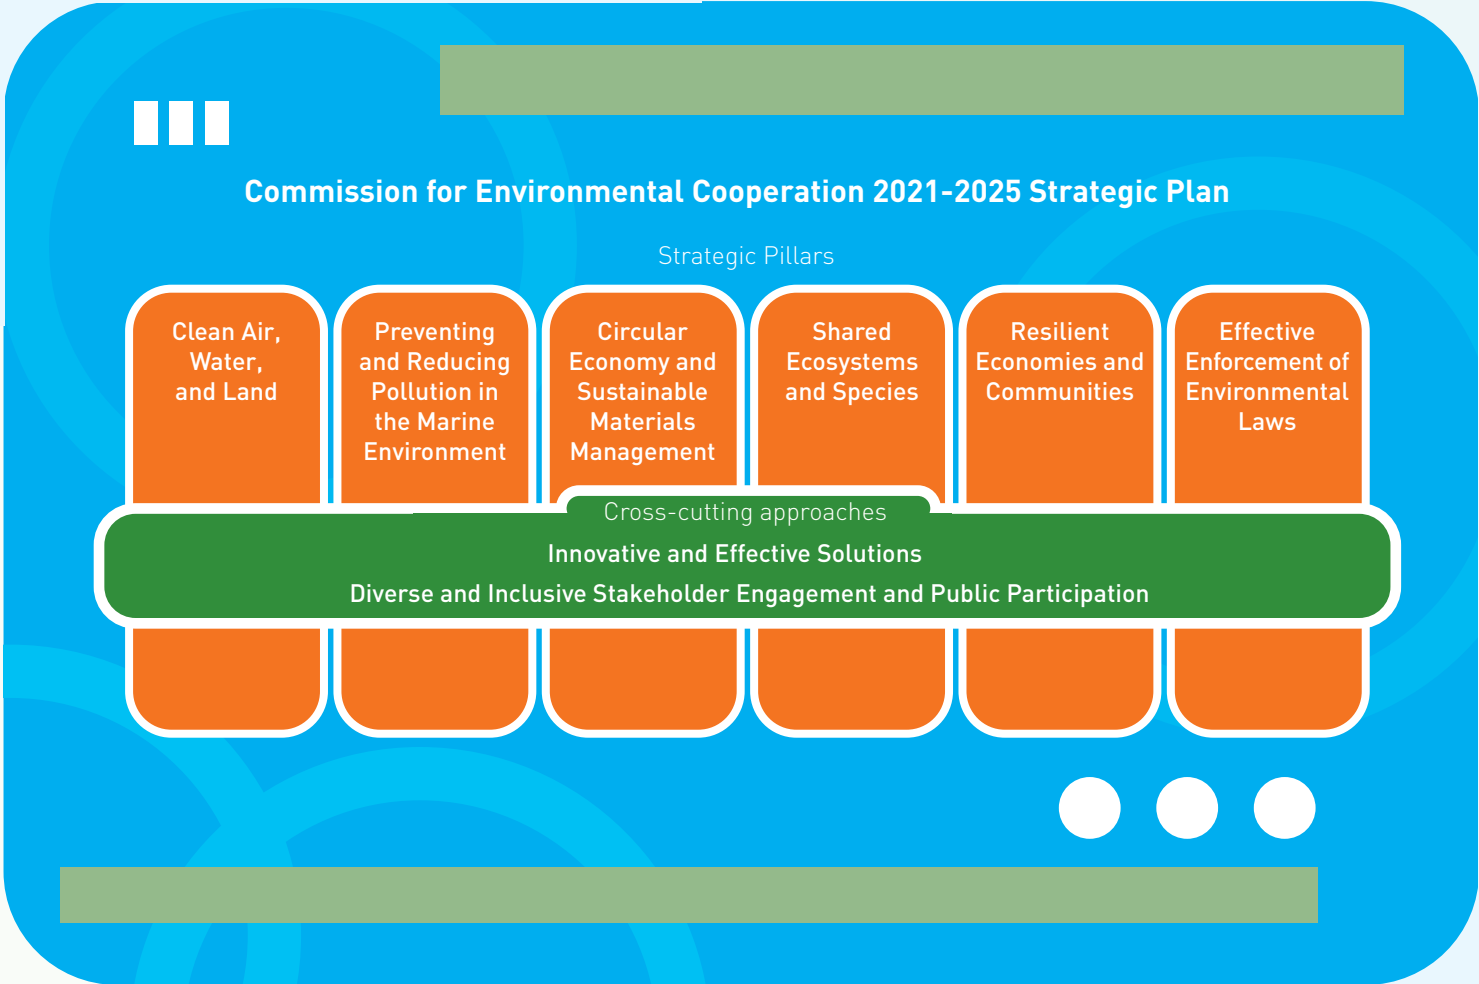 Commission for Environmental Cooperation 2021-2025 Strategic Plan
Strategic Pillars
Clean Air,
Water,
and Land
Preventing
and Reducing
Pollution in
the Marine
Environment
Circular
Economy and
Sustainable
Materials
Management
Shared
Ecosystems
and Species
Resilient
Economies and
Communities
Effective
Enforcement of
Environmental
Laws
Cross-cutting approaches
Innovative and Effective Solutions
Diverse and Inclusive Stakeholder Engagement and Public Participation